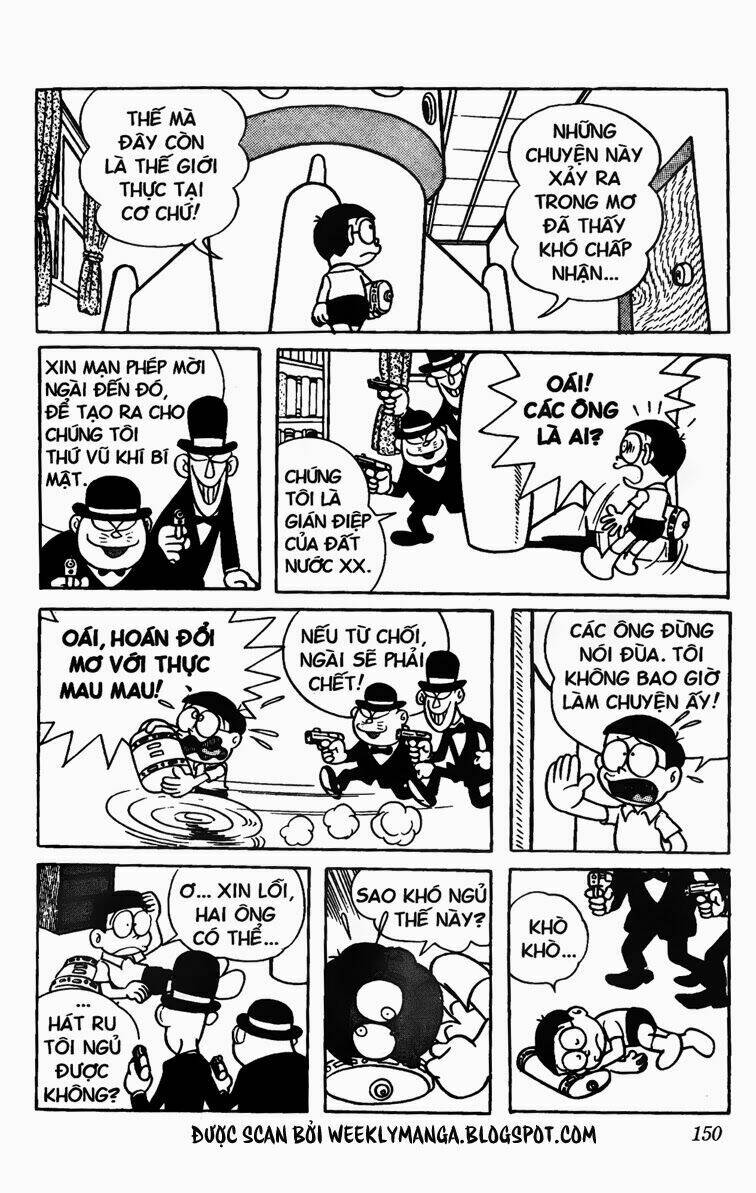 NHỮNG
CHUYỆN NÀY
XẢY RA
TRONG MƠ
ĐÃ THẤY
KHÓ CHẤP
NHẬN...
THẾ MÀ
ĐÂY CÒN
LÀ THẾ GIỚI
THỰC TẠI
CƠ CHỨ!
OÁI!
CÁC ÔNG
LÀ AI?
CHÚNG
TÔI LÀ
GIÁN ĐIỆP
CỦA ĐẤT
NƯỚC XX.
XIN MẠN PHÉP MỜI
NGÀI ĐẾN ĐÓ,
ĐỂ TẠO RA CHO
CHÚNG TÔI
THỨ VŨ KHÍ BÍ
MẬT.
CÁC ÔNG ĐỪNG
NÓI ĐÙA. TÔI
KHÔNG BAO GIỜ
LÀM CHUYỆN ẤY!
NẾU TỪ CHỐI,
NGÀI SẼ PHẢI
CHẾT!
OÁI, HOÁN ĐỔI
MƠ VỚI THỰC
MAU MAU!
KHÒ
KHÒ...
SAO KHÓ NGỦ
THẾ NÀY?
Ơ... XIN LỖI,
HAI ÔNG
CÓ THỂ...
...
HÁT RU
TÔI NGỦ
ĐƯỢC
KHÔNG?
ĐƯỢC SCAN BỞI WEEKLYMANGA.BLOGSPOT.COM
150